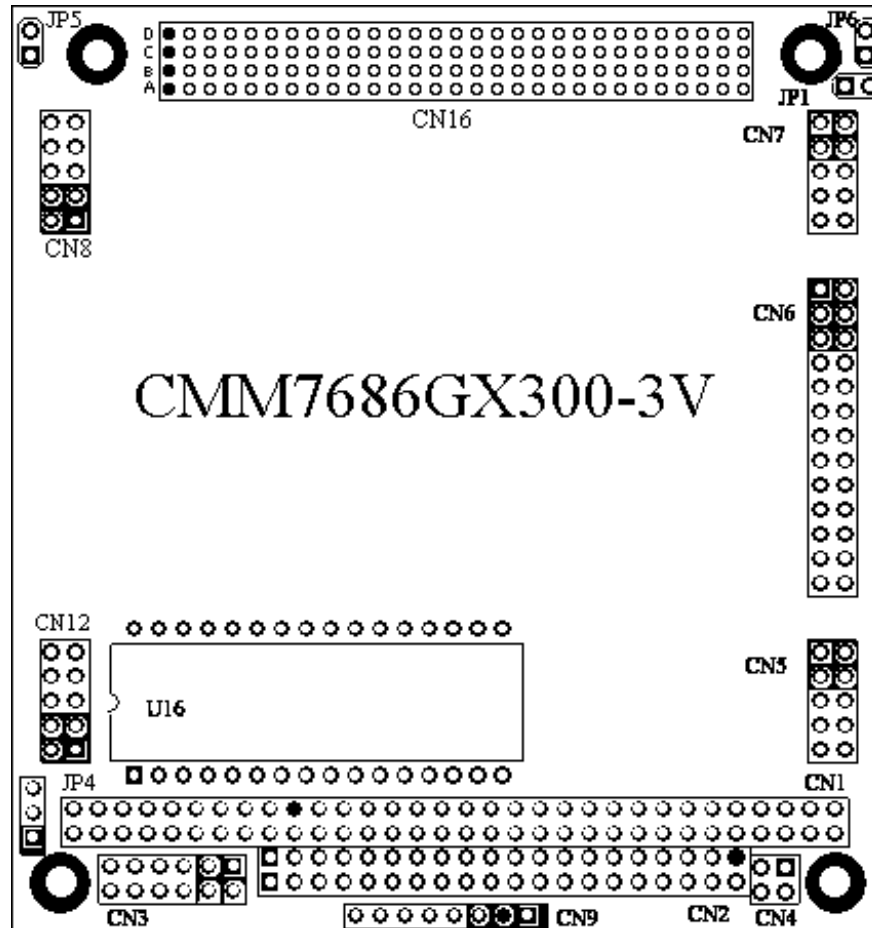 JP5
JP6
D
C
B
A
JP1
CN16
CN7
CN8
CN6
CMM7686GX300-3V
CN12
CN5
U16
JP4
CN1
CN3
CN9
CN2
CN4